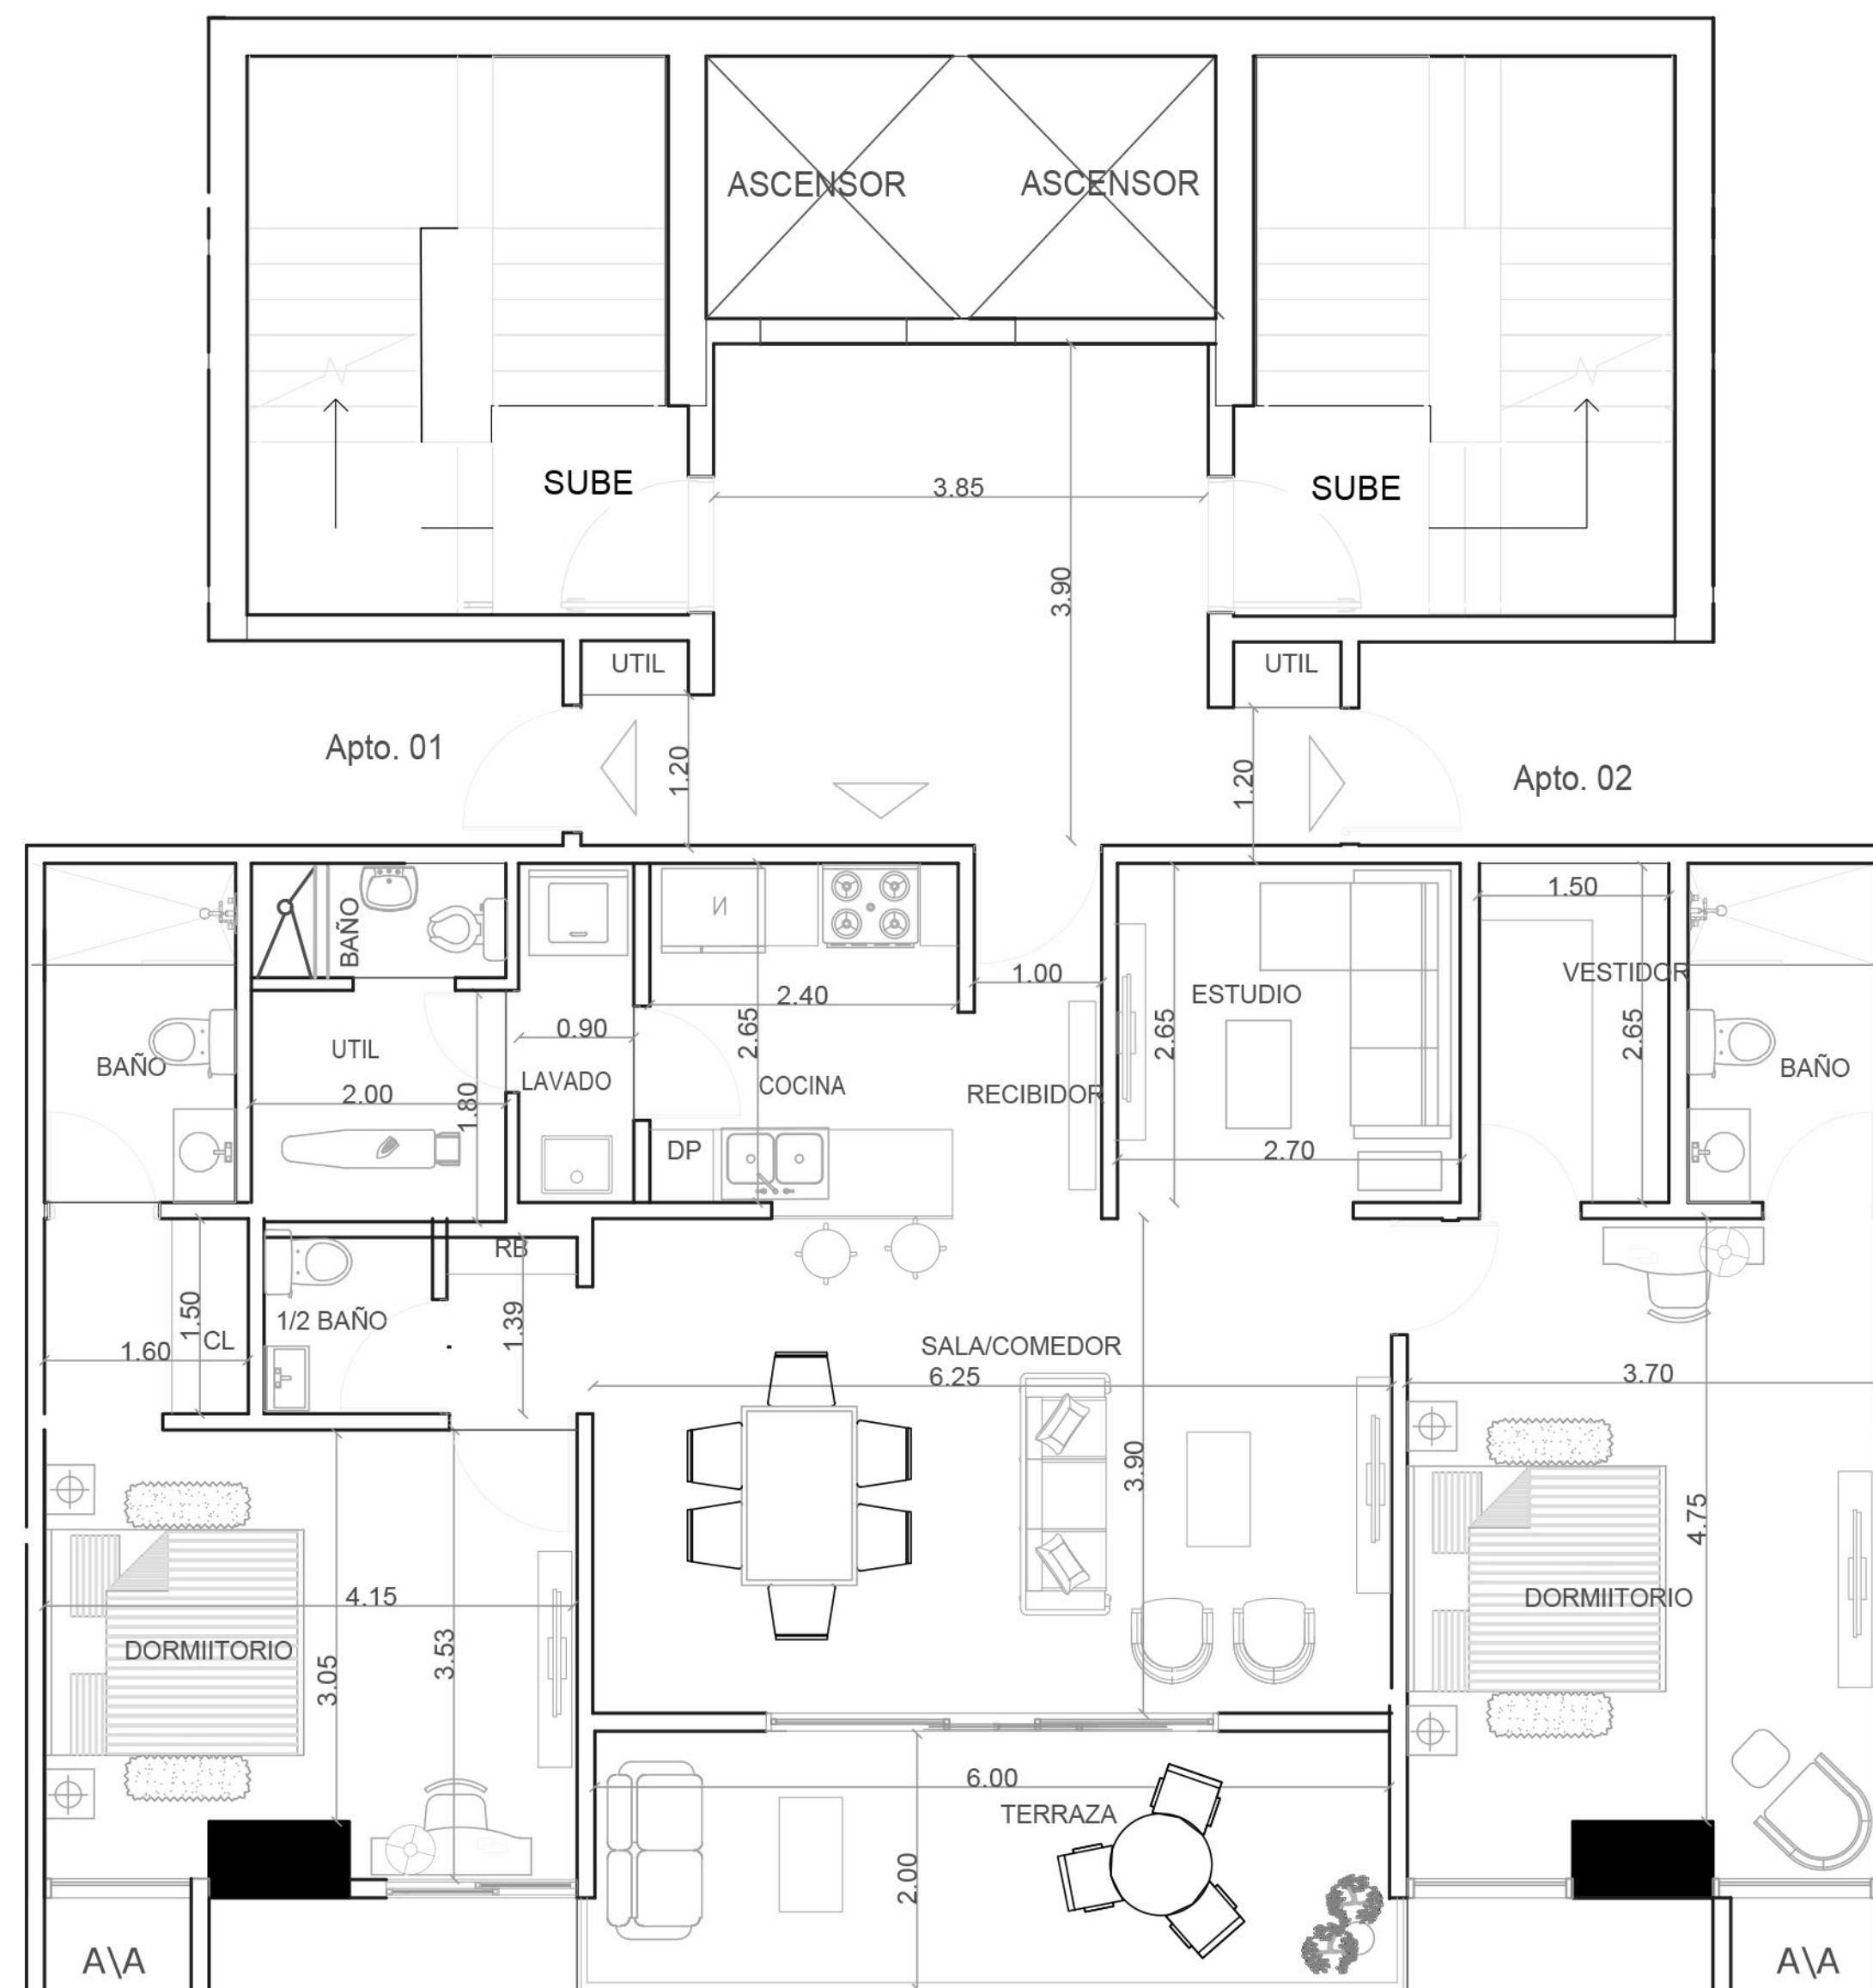 ASCENSOR
ASCENSOR
SUBE
3.85
SUBE
3.90
UTIL
UTIL
Apto. 01
1.20
1.20
Apto. 02
1.50
BAÑO
VESTIDOR
1.00
2.40
ESTUDIO
2.65
0.90
2.65
2.65
UTIL
BAÑO
LAVADO
COCINA
RECIBIDOR
BAÑO
2.00
1.80
DP
2.70
RB
1.50
1/2 BAÑO
1.39
CL
1.60
SALA/COMEDOR
6.25
3.70
3.90
4.75
4.15
DORMIITORIO
DORMIITORIO
3.05
3.53
6.00
TERRAZA
2.00
A\A
A\A